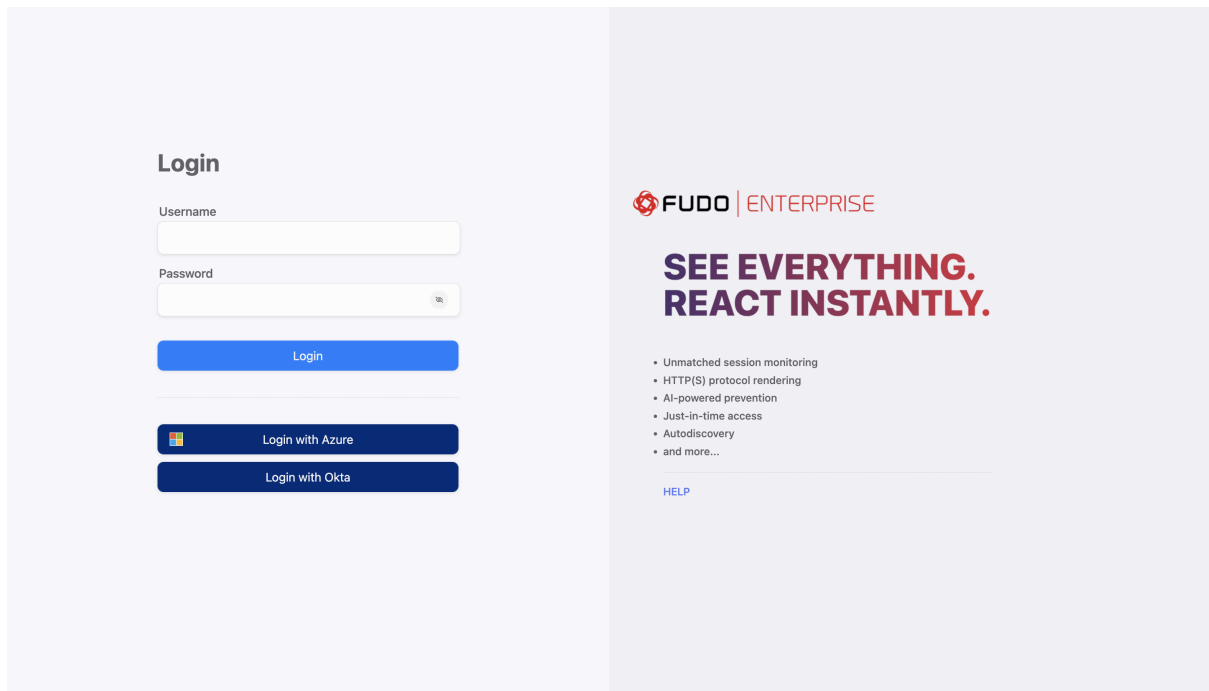 Login
Username
Password
Login
Login with Azure
Login with Okta
FUDO | ENTERPRISE
SEE EVERYTHING.
REACT INSTANTLY.
• Unmatched session monitoring
• HTTP(S) protocol rendering
• AI-powered prevention
• Just-in-time access
• Autodiscovery
• and more...
HELP